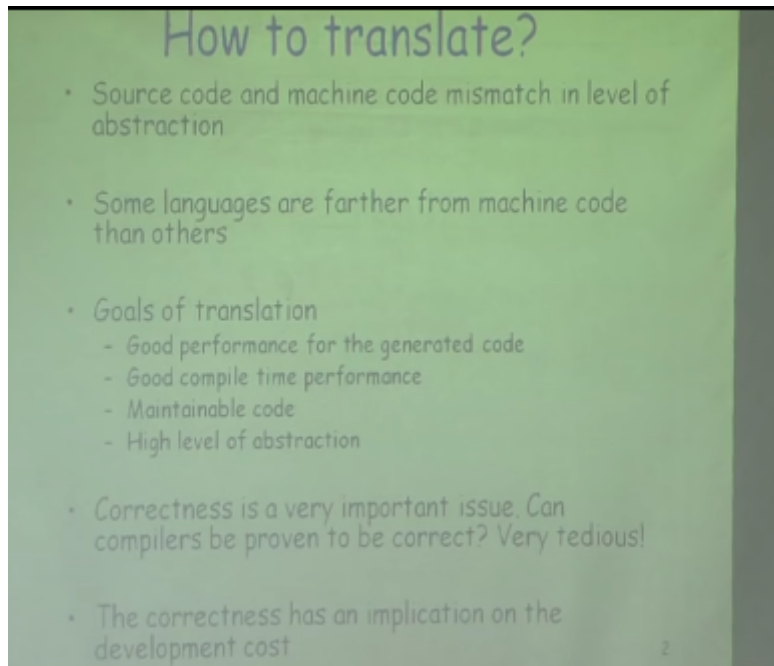 How to translate?
• Source code and machine code mismatch in level of
abstraction
• Some languages are farther from machine code
than others
• Goals of translation
- Good performance for the generated code
- Good compile time performance
- Maintainable code
- High level of abstraction
• Correctness is a very important issue. Can
compilers be proven to be correct? Very tedious!
• The correctness has an implication on the
development cost
2